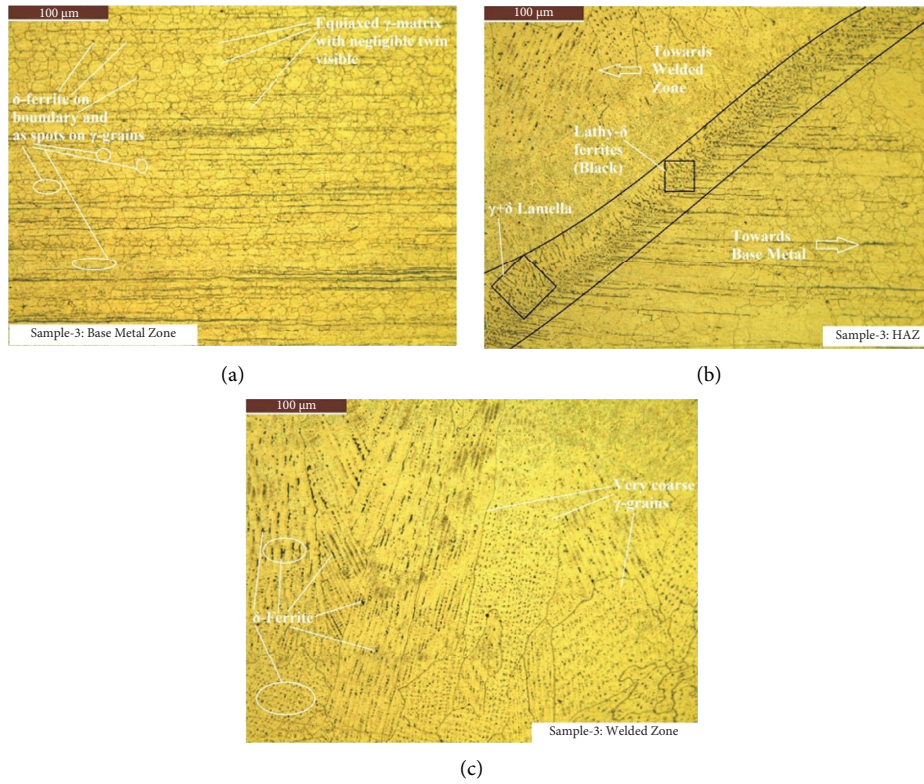 100 µm
Equiaxed γ-matrix
with negligible twin
visible
δ-ferrite on
boundary and
as spots on γ-grains
Sample-3: Base Metal Zone
(a)
100 µm
Towards
Welded
Zone
Lathy-δ
ferrites
(Black)
γ+δ Lamella
Towards
Base Metal
Sample-3: HAZ
(b)
100 µm
Very coarse
γ-grains
δ-Ferrite
Sample-3: Welded Zone
(c)